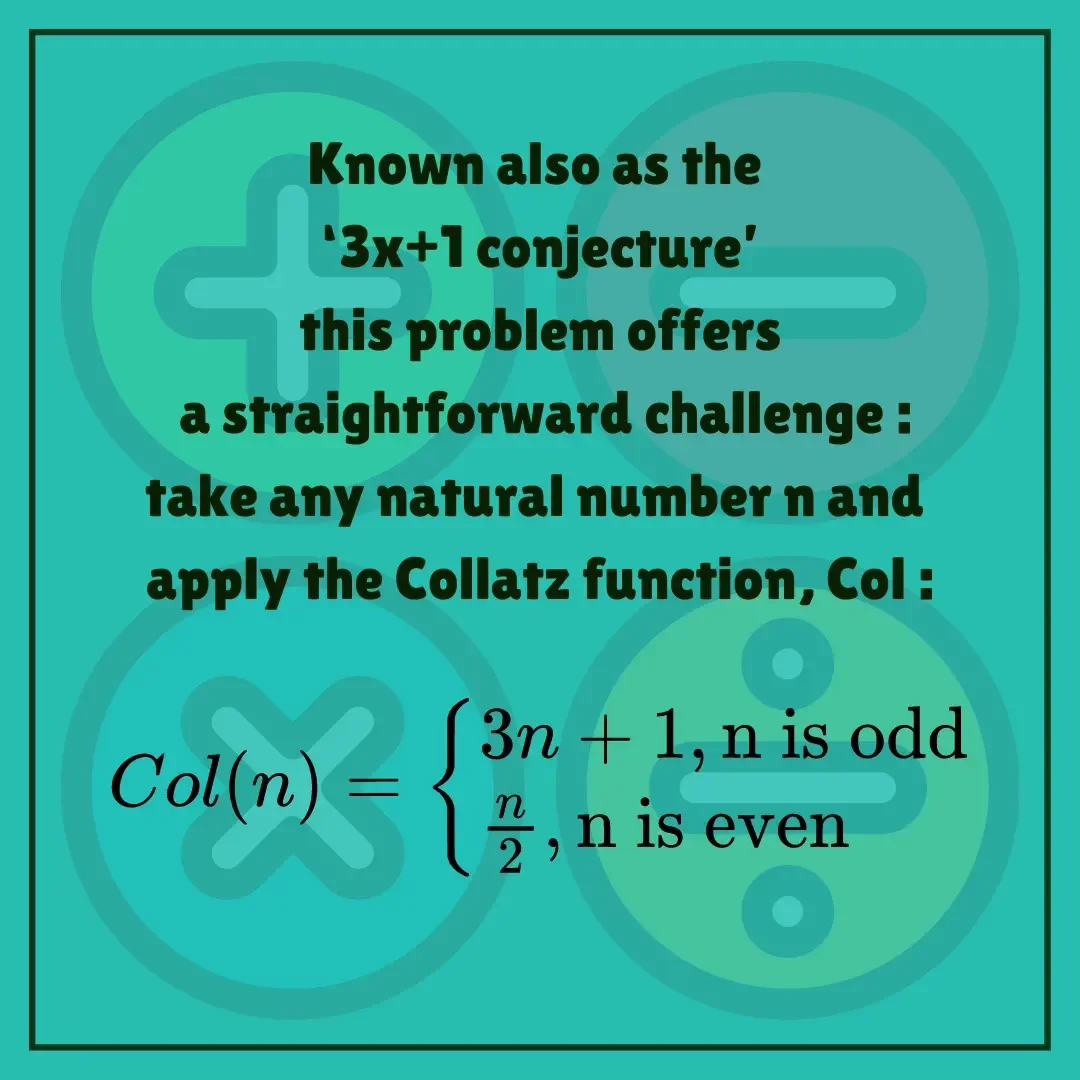 Known also as the
‘3x+1 conjecture’
this problem offers
a straightforward challenge :
take any natural number n and
apply the Collatz function, Col :
Col(n) = { 3n + 1, n is odd
n/2, n is even